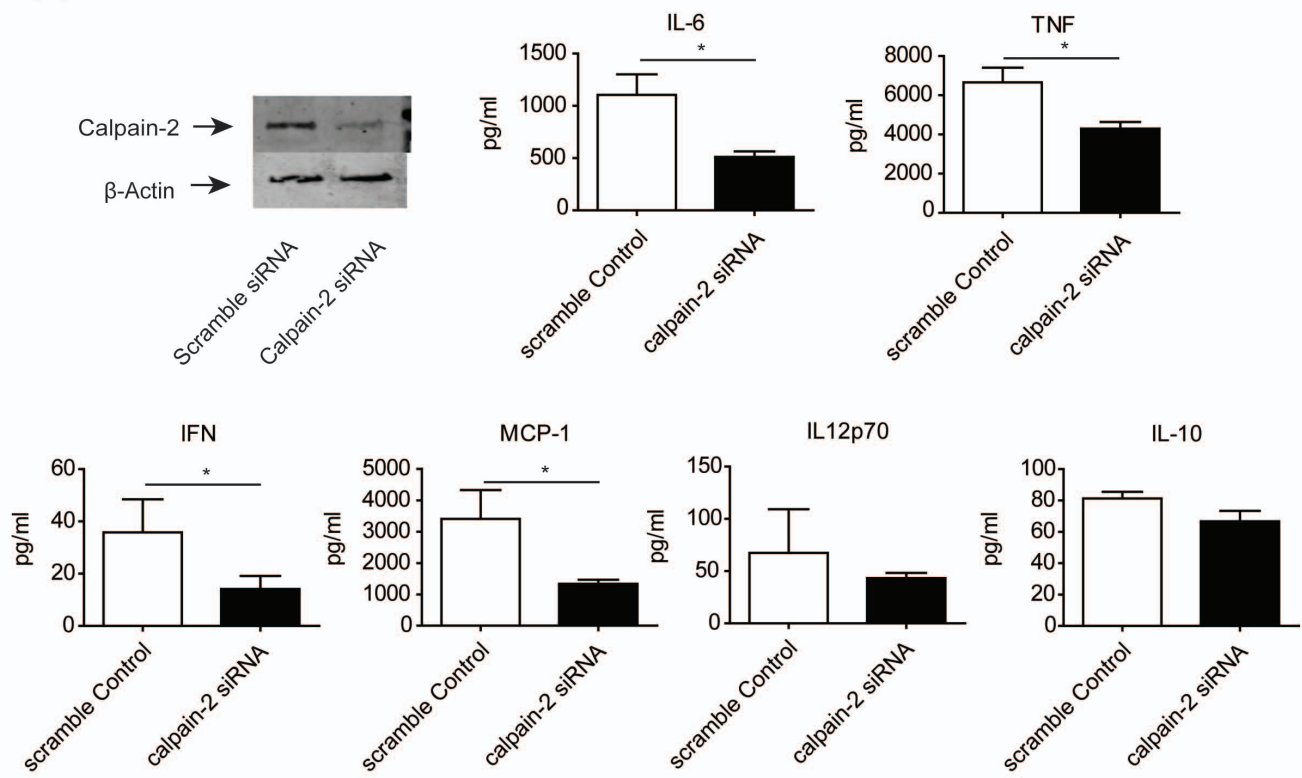 Calpain-2
β-Actin
Scramble siRNA
Calpain-2 siRNA
IL-6
*
pg/ml
1500
1000
500
0
scramble Control
calpain-2 siRNA
TNF
*
pg/ml
8000
6000
4000
2000
0
scramble Control
calpain-2 siRNA
IFN
*
pg/ml
60
40
20
0
scramble Control
calpain-2 siRNA
MCP-1
*
pg/ml
5000
4000
3000
2000
1000
0
scramble Control
calpain-2 siRNA
IL12p70
pg/ml
150
100
50
0
scramble Control
calpain-2 siRNA
IL-10
pg/ml
100
80
60
40
20
0
scramble Control
calpain-2 siRNA